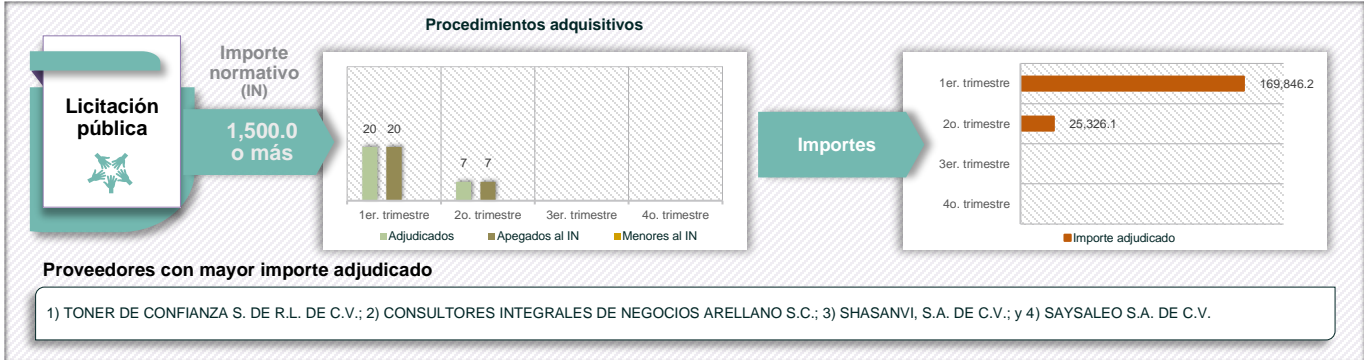 Procedimientos adquisitivos
Licitación
pública
Importe
normativo
(IN)
1,500.0
o más
20 20
7 7
1er. trimestre 2o. trimestre 3er. trimestre 4o. trimestre
Adjudicados Apegados al IN Menores al IN
Importes
1er. trimestre 169,846.2
2o. trimestre 25,326.1
3er. trimestre
4o. trimestre
Importe adjudicado
Proveedores con mayor importe adjudicado
1) TONER DE CONFIANZA S. DE R.L. DE C.V.; 2) CONSULTORES INTEGRALES DE NEGOCIOS ARELLANO S.C.; 3) SHASANVI, S.A. DE C.V.; y 4) SAYSALEO S.A. DE C.V.